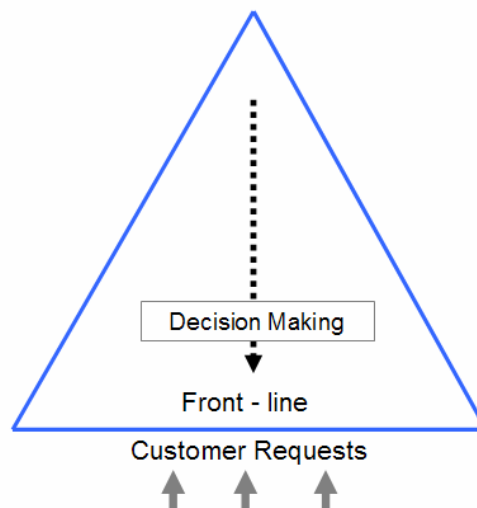 Decision Making
Front - line
Customer Requests